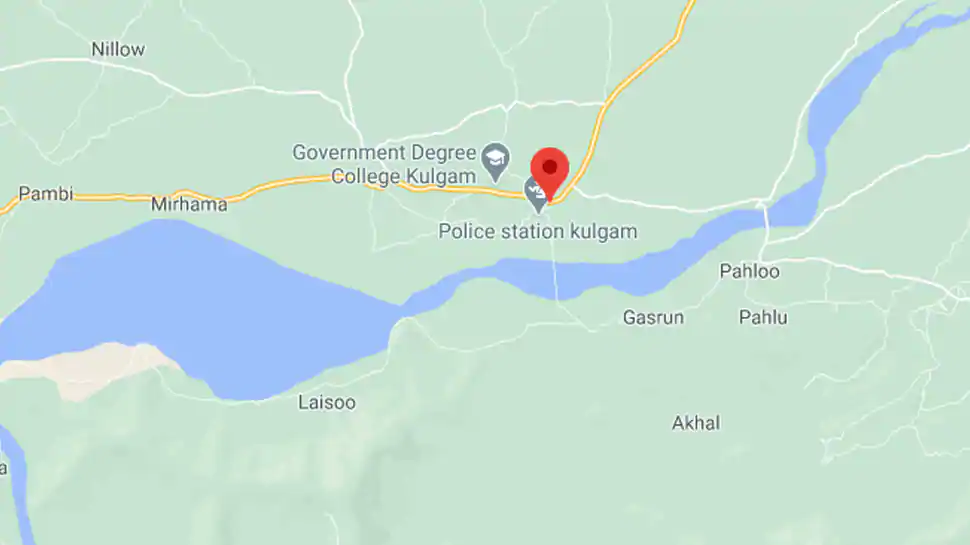 Nillow
Government Degree
College Kulgam
Pambi
Mirhama
Police station kulgam
Pahloo
Gasrun
Pahlu
Laisoo
Akhal
a